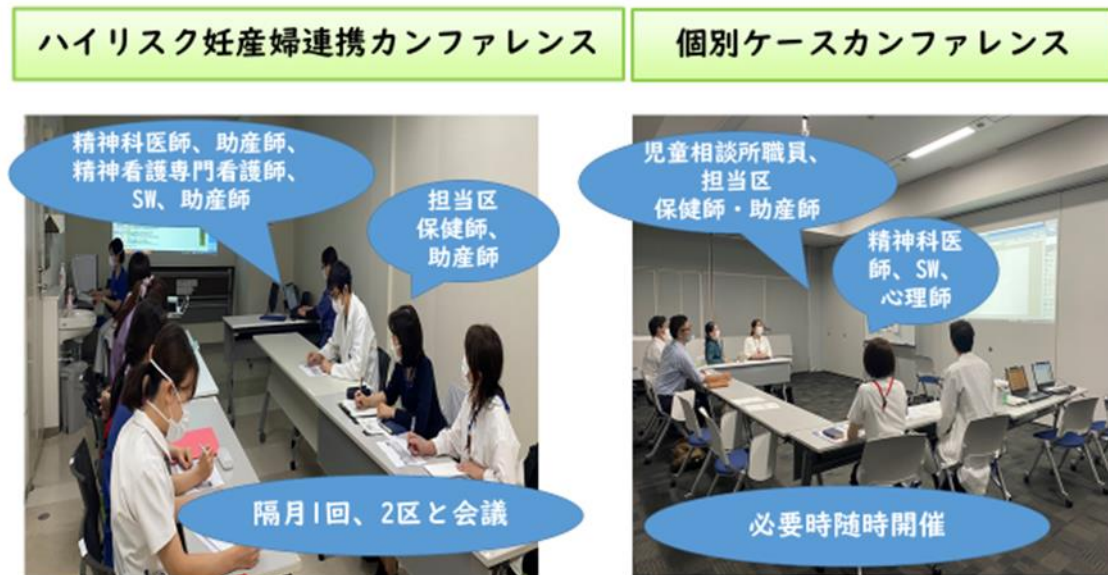 ハイリスク妊産婦連携カンファレンス
個別ケースカンファレンス
精神科医師、助産師、
精神看護専門看護師、
SW、助産師
担当区
保健師、
助産師
隔月1回、2区と会議
児童相談所職員、
担当区
保健師・助産師
精神科医
師、SW、
心理師
必要時随時開催